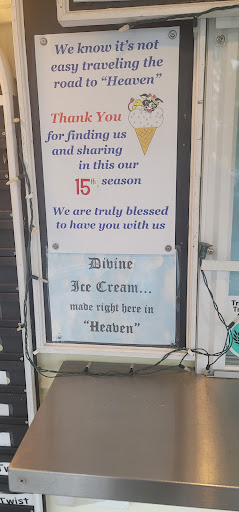 We know it's not
easy traveling the
road to "Heaven"
Thank You
for finding us
and sharing
in this our
15th season
We are truly blessed
to have you with us
Divine
Ice Cream...
made right here in
"Heaven"
Twist